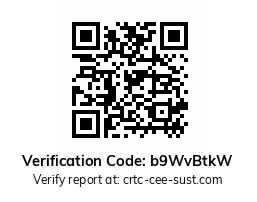 Verification Code: b9WvBtkW
Verify report at: crtc-cee-sust.com